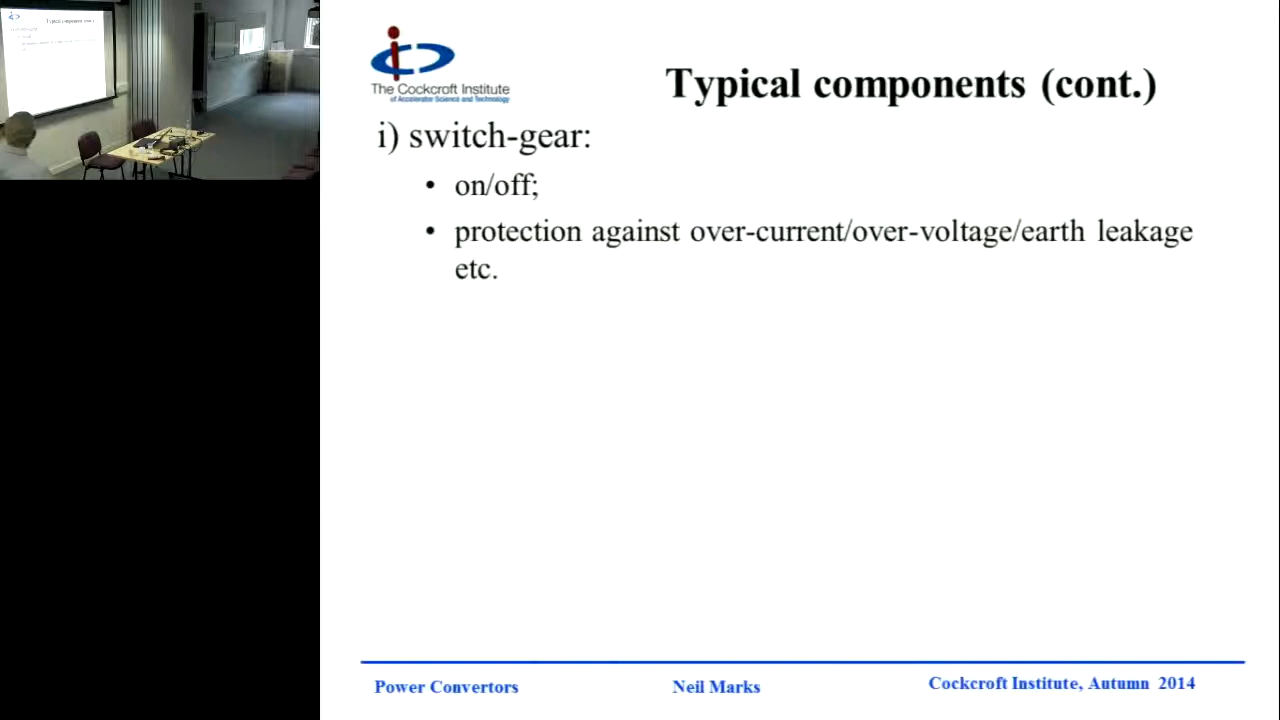 The Cockcroft Institute
of Accelerator Science and Technology
Typical components (cont.)
i) switch-gear:
• on/off;
• protection against over-current/over-voltage/earth leakage
etc.
Power Convertors
Neil Marks
Cockcroft Institute, Autumn 2014